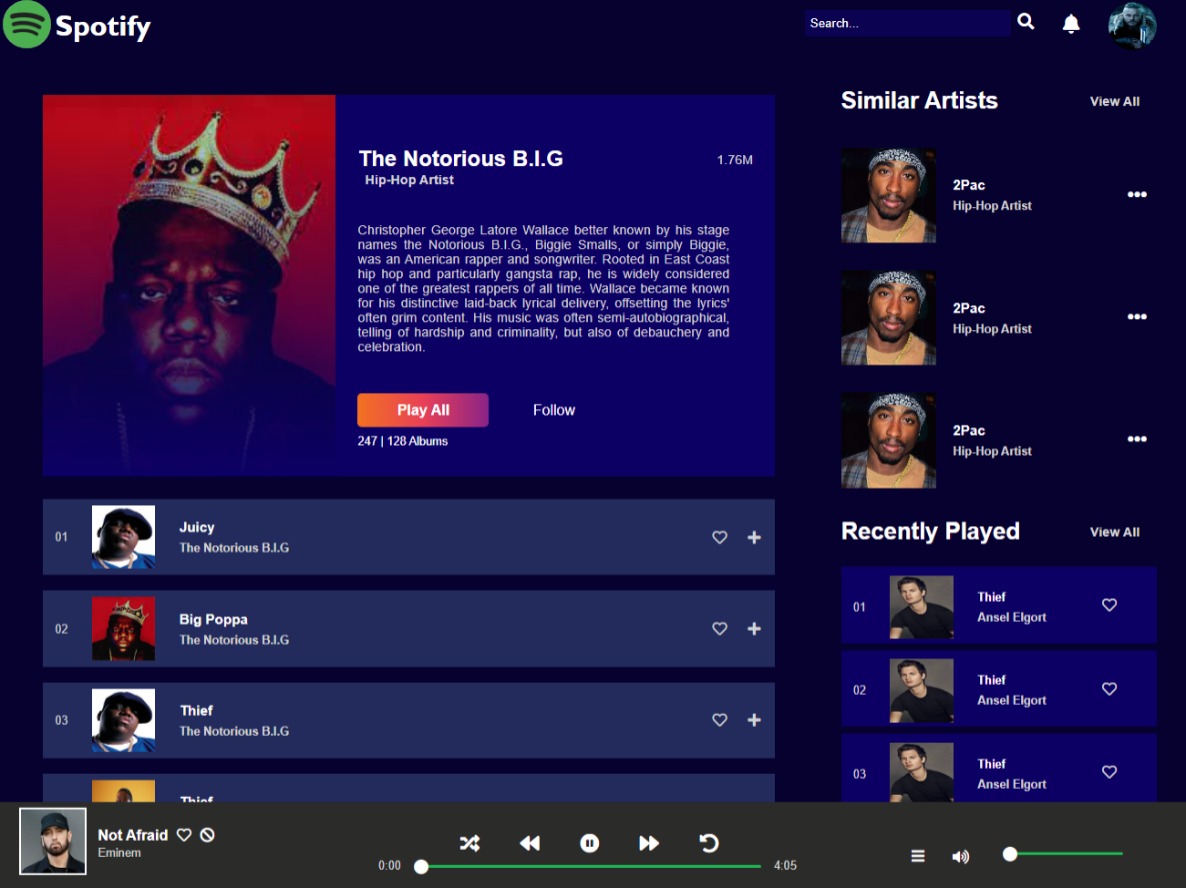 Spotify
Search...
The Notorious B.I.G
1.76M
Hip-Hop Artist
Christopher George Latore Wallace better known by his stage
names the Notorious B.I.G., Biggie Smalls, or simply Biggie,
was an American rapper and songwriter. Rooted in East Coast
hip hop and particularly gangsta rap, he is widely considered
one of the greatest rappers of all time. Wallace became known
for his distinctive laid-back lyrical delivery, offsetting the lyrics'
often grim content. His music was often semi-autobiographical,
telling of hardship and criminality, but also of debauchery and
celebration.
Play All
Follow
247 | 128 Albums
01
Juicy
The Notorious B.I.G
02
Big Poppa
The Notorious B.I.G
03
Thief
The Notorious B.I.G
Thief
Similar Artists
View All
2Pac
Hip-Hop Artist
2Pac
Hip-Hop Artist
2Pac
Hip-Hop Artist
Recently Played
View All
01
Thief
Ansel Elgort
02
Thief
Ansel Elgort
03
Thief
Ansel Elgort
Not Afraid
Eminem
0:00
4:05